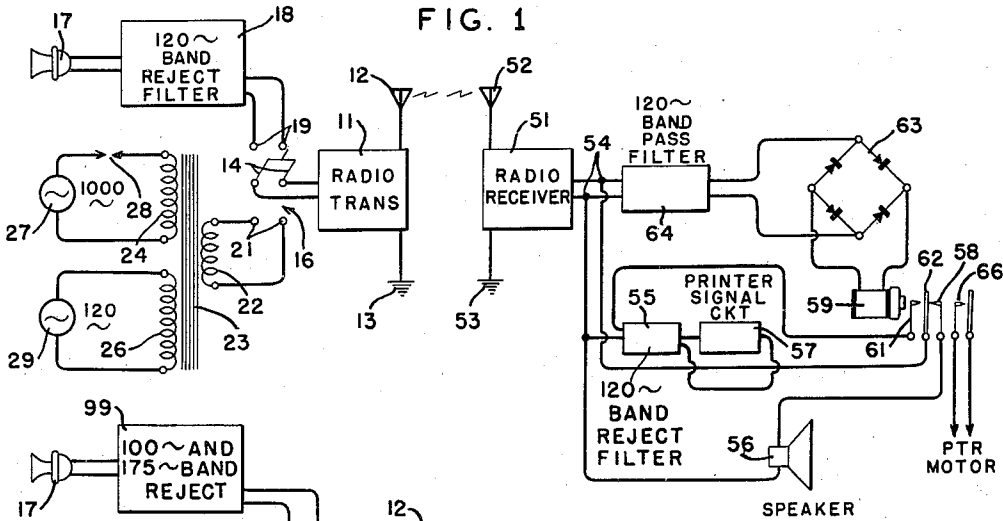 FIG. 1
17
18
120~
BAND
REJECT
FILTER
12
52
19
11
RADIO
TRANS
14
51
RADIO
RECEIVER
54
120~
BAND
PASS
FILTER
64
63
1000
~
27
28
24
21
22
16
13
53
120
~
29
26
23
PRINTER
SIGNAL
CKT
55
57
59
61
62
58
66
120~
BAND
REJECT
FILTER
56
SPEAKER
PTR
MOTOR
99
100~AND
175~BAND
REJECT
17
12